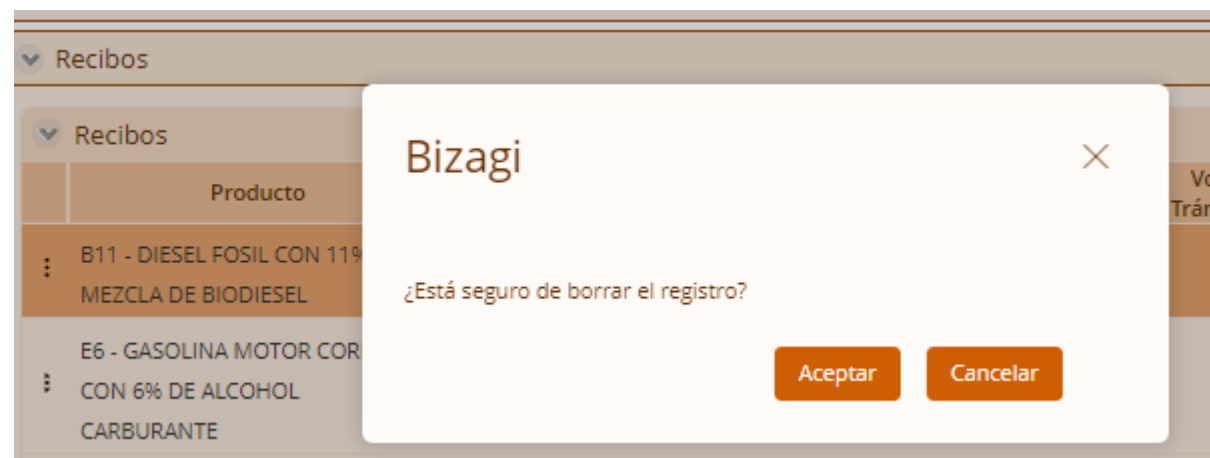 Recibos
Recibos
Bizagi
Producto
B11 - DIESEL FOSIL CON 11%
MEZCLA DE BIODIESEL
¿Está seguro de borrar el registro?
E6 - GASOLINA MOTOR COR
CON 6% DE ALCOHOL
CARBURANTE
Aceptar Cancelar